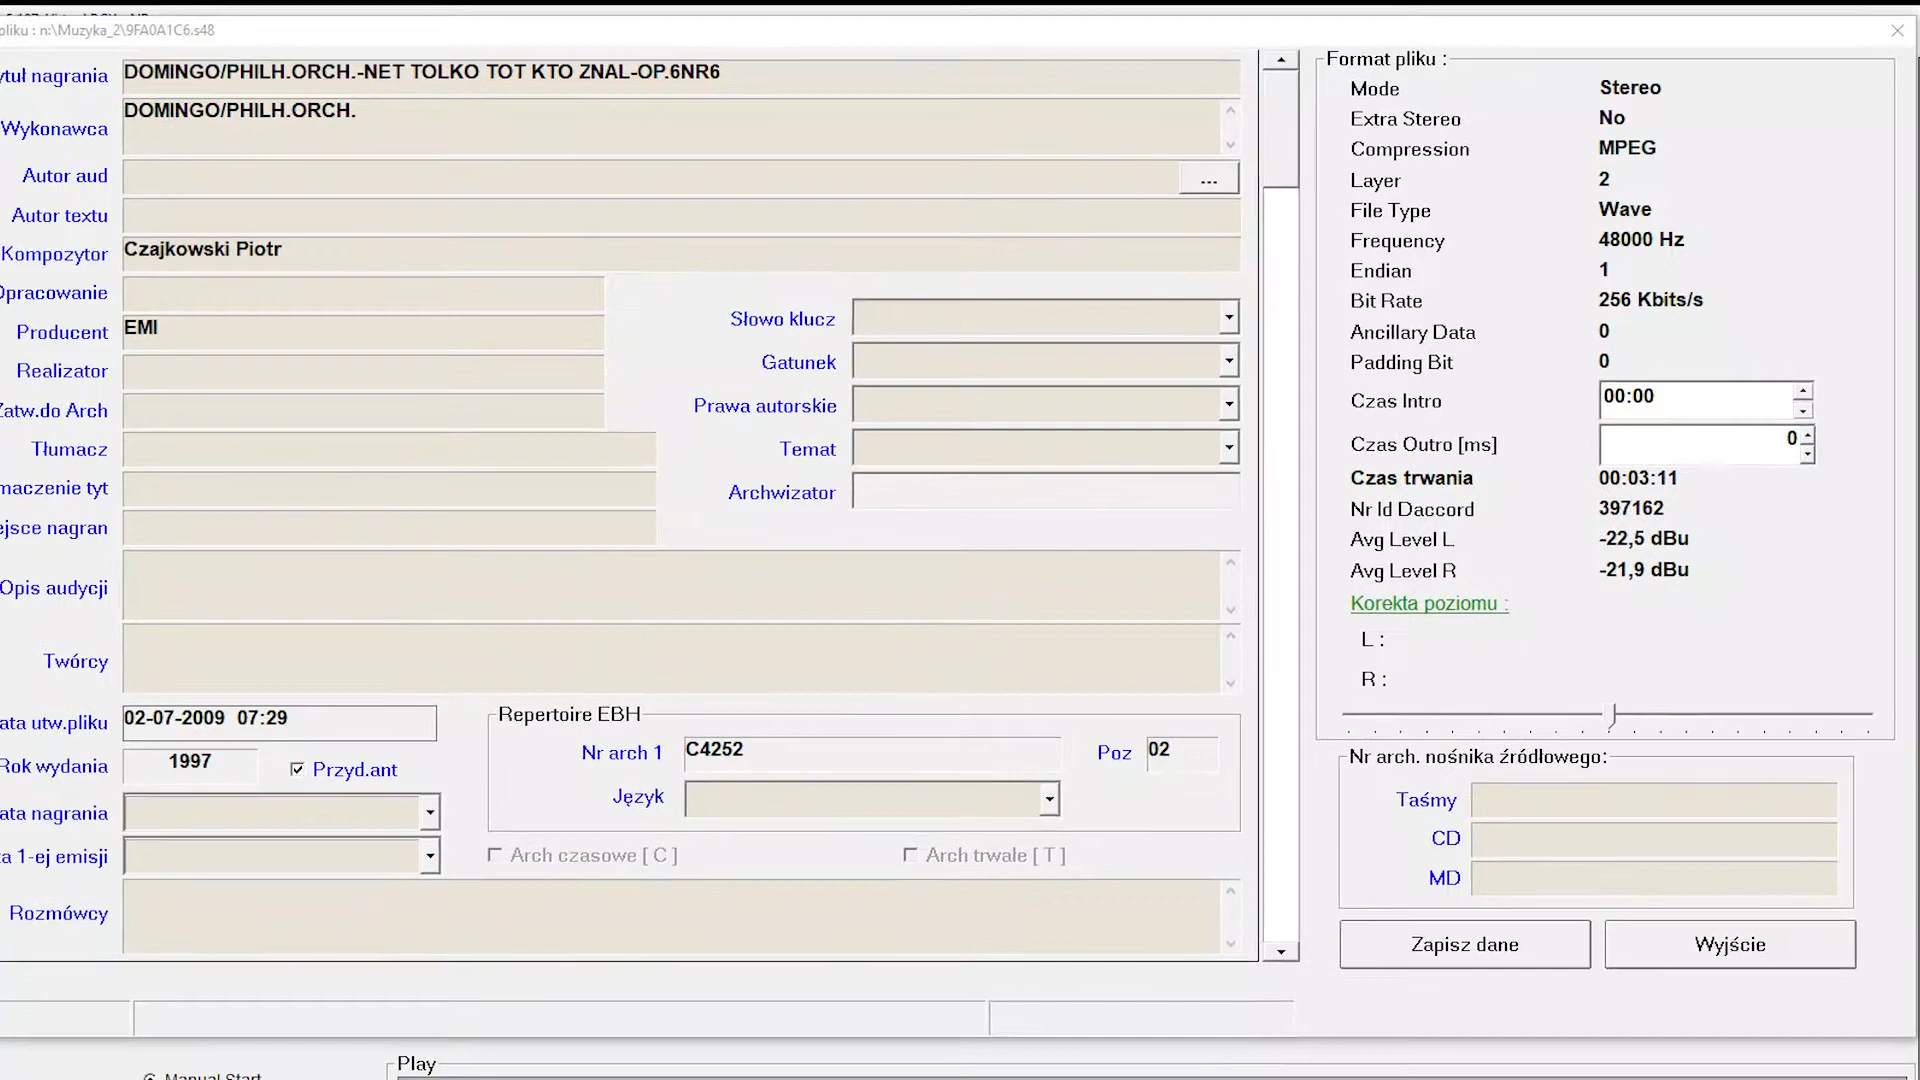 pliku : n:\Muzyka_2\9FA0A1C6.s48
ytuł nagrania DOMINGO/PHILH.ORCH.-NET TOLKO TOT KTO ZNAL-OP.6NR6
Wykonawca DOMINGO/PHILH.ORCH.
Autor aud ...
Autor textu
Kompozytor Czajkowski Piotr
Opracowanie
Producent EMI
Realizator
Zatw.do Arch
Tłumacz
maczenie tyt
ejsce nagran
Słowo klucz
Gatunek
Prawa autorskie
Temat
Archwizator
Opis audycji
Twórcy
ata utw.pliku 02-07-2009 07:29
Rok wydania 1997 Przyd.ant
ata nagrania
a 1-ej emisji
Repertoire EBH
Nr arch 1 C4252 Poz 02
Język
Arch czasowe [ C ] Arch trwale [ T ]
Rozmówcy
Format pliku :
Mode Stereo
Extra Stereo No
Compression MPEG
Layer 2
File Type Wave
Frequency 48000 Hz
Endian 1
Bit Rate 256 Kbits/s
Ancillary Data 0
Padding Bit 0
Czas Intro 00:00
Czas Outro [ms] 0
Czas trwania 00:03:11
Nr Id Daccord 397162
Avg Level L -22,5 dBu
Avg Level R -21,9 dBu
Korekta poziomu :
L :
R :
Nr arch. nośnika źródłowego:
Taśmy
CD
MD
Zapisz dane Wyjście
Play
Manual Start